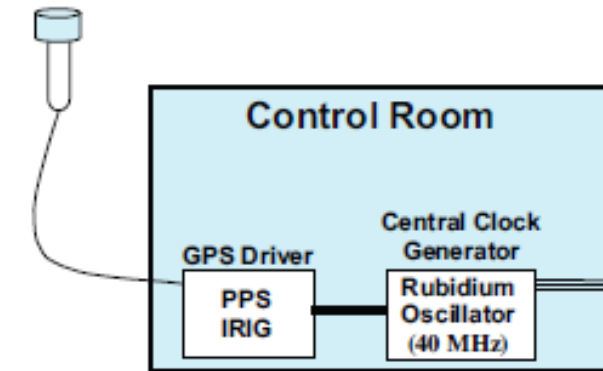 Control Room
Central Clock
Generator
GPS Driver
PPS
IRIG
Rubidium
Oscillator
(40 MHz)